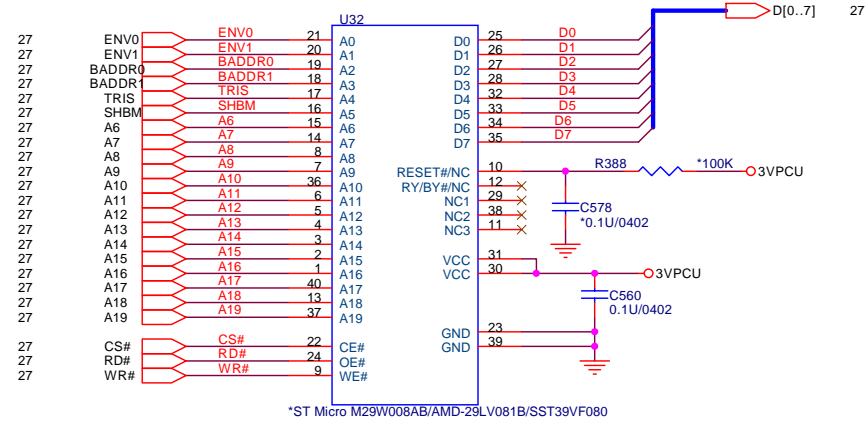 U32
D[0..7] 27
27 ENV0 ENV0 21 A0 D0 25 D0
27 ENV1 ENV1 20 A1 D1 26 D1
27 BADDR0 BADDR0 19 A2 D2 27 D2
27 BADDR1 BADDR1 18 A3 D3 28 D3
27 TRIS TRIS 17 A4 D4 32 D4
27 SHBM SHBM 16 A5 D5 33 D5
27 A6 A6 15 A6 D6 34 D6
27 A7 A7 14 A7 D7 35 D7
27 A8 A8 8 A8
27 A9 A9 7 A9 RESET#/NC 10 R388 *100K 3VPCU
27 A10 A10 36 A10 RY/BY#/NC 12
27 A11 A11 6 A11 NC1 29
27 A12 A12 5 A12 NC2 38 C578
27 A13 A13 4 A13 NC3 11 *0.1U/0402
27 A14 A14 3 A14
27 A15 A15 2 A15 VCC 31
27 A16 A16 1 A16 VCC 30 3VPCU
27 A17 A17 40 A17
27 A18 A18 13 A18 C560
27 A19 A19 37 A19 0.1U/0402
GND 23
27 CS# CS# 22 CE# GND 39
27 RD# RD# 24 OE#
27 WR# WR# 9 WE#
*ST Micro M29W008AB/AMD-29LV081B/SST39VF080